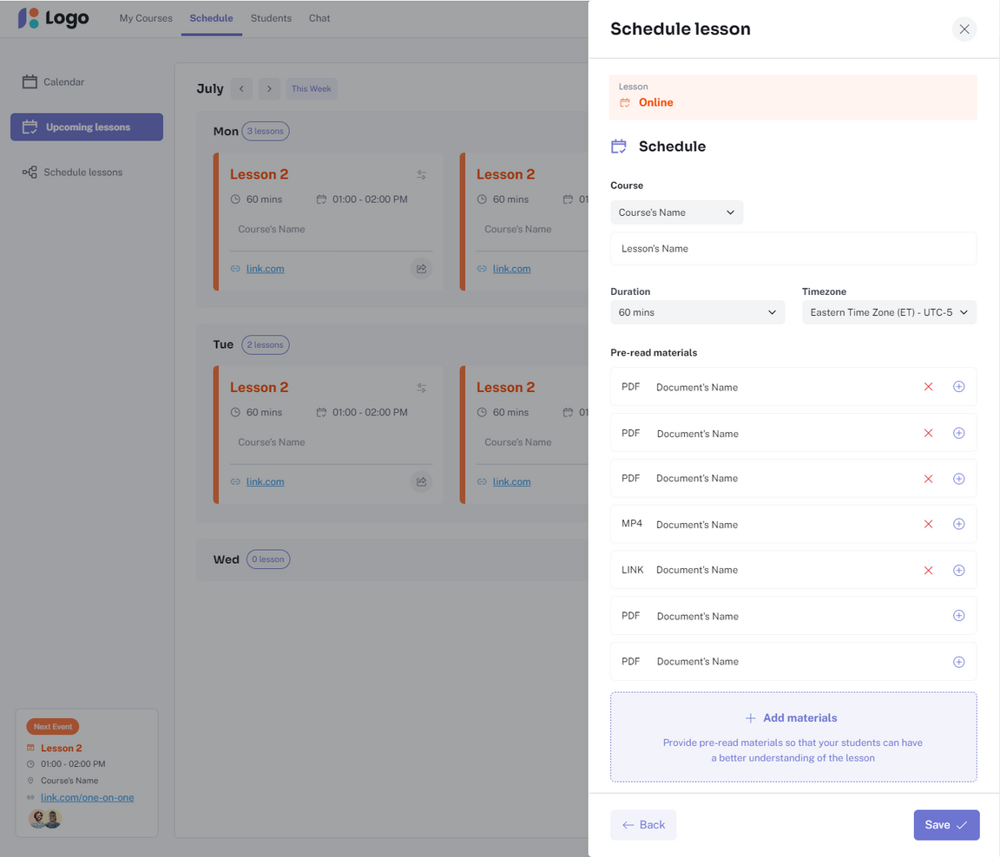 Logo
My Courses
Schedule
Students
Chat
Calendar
Upcoming lessons
Schedule lessons
July
This Week
Mon
3 lessons
Lesson 2
60 mins
01:00 - 02:00 PM
Course's Name
link.com
Lesson 2
60 mins
01
Course's Name
link.com
Tue
2 lessons
Lesson 2
60 mins
01:00 - 02:00 PM
Course's Name
link.com
Lesson 2
60 mins
01
Course's Name
link.com
Wed
0 lesson
Next Event
Lesson 2
01:00 - 02:00 PM
Course's Name
link.com/one-on-one
Schedule lesson
Lesson
Online
Schedule
Course
Course's Name
Lesson's Name
Duration
Timezone
60 mins
Eastern Time Zone (ET) - UTC-5
Pre-read materials
PDF Document's Name
PDF Document's Name
PDF Document's Name
MP4 Document's Name
LINK Document's Name
PDF Document's Name
PDF Document's Name
Add materials
Provide pre-read materials so that your students can have
a better understanding of the lesson
Back
Save